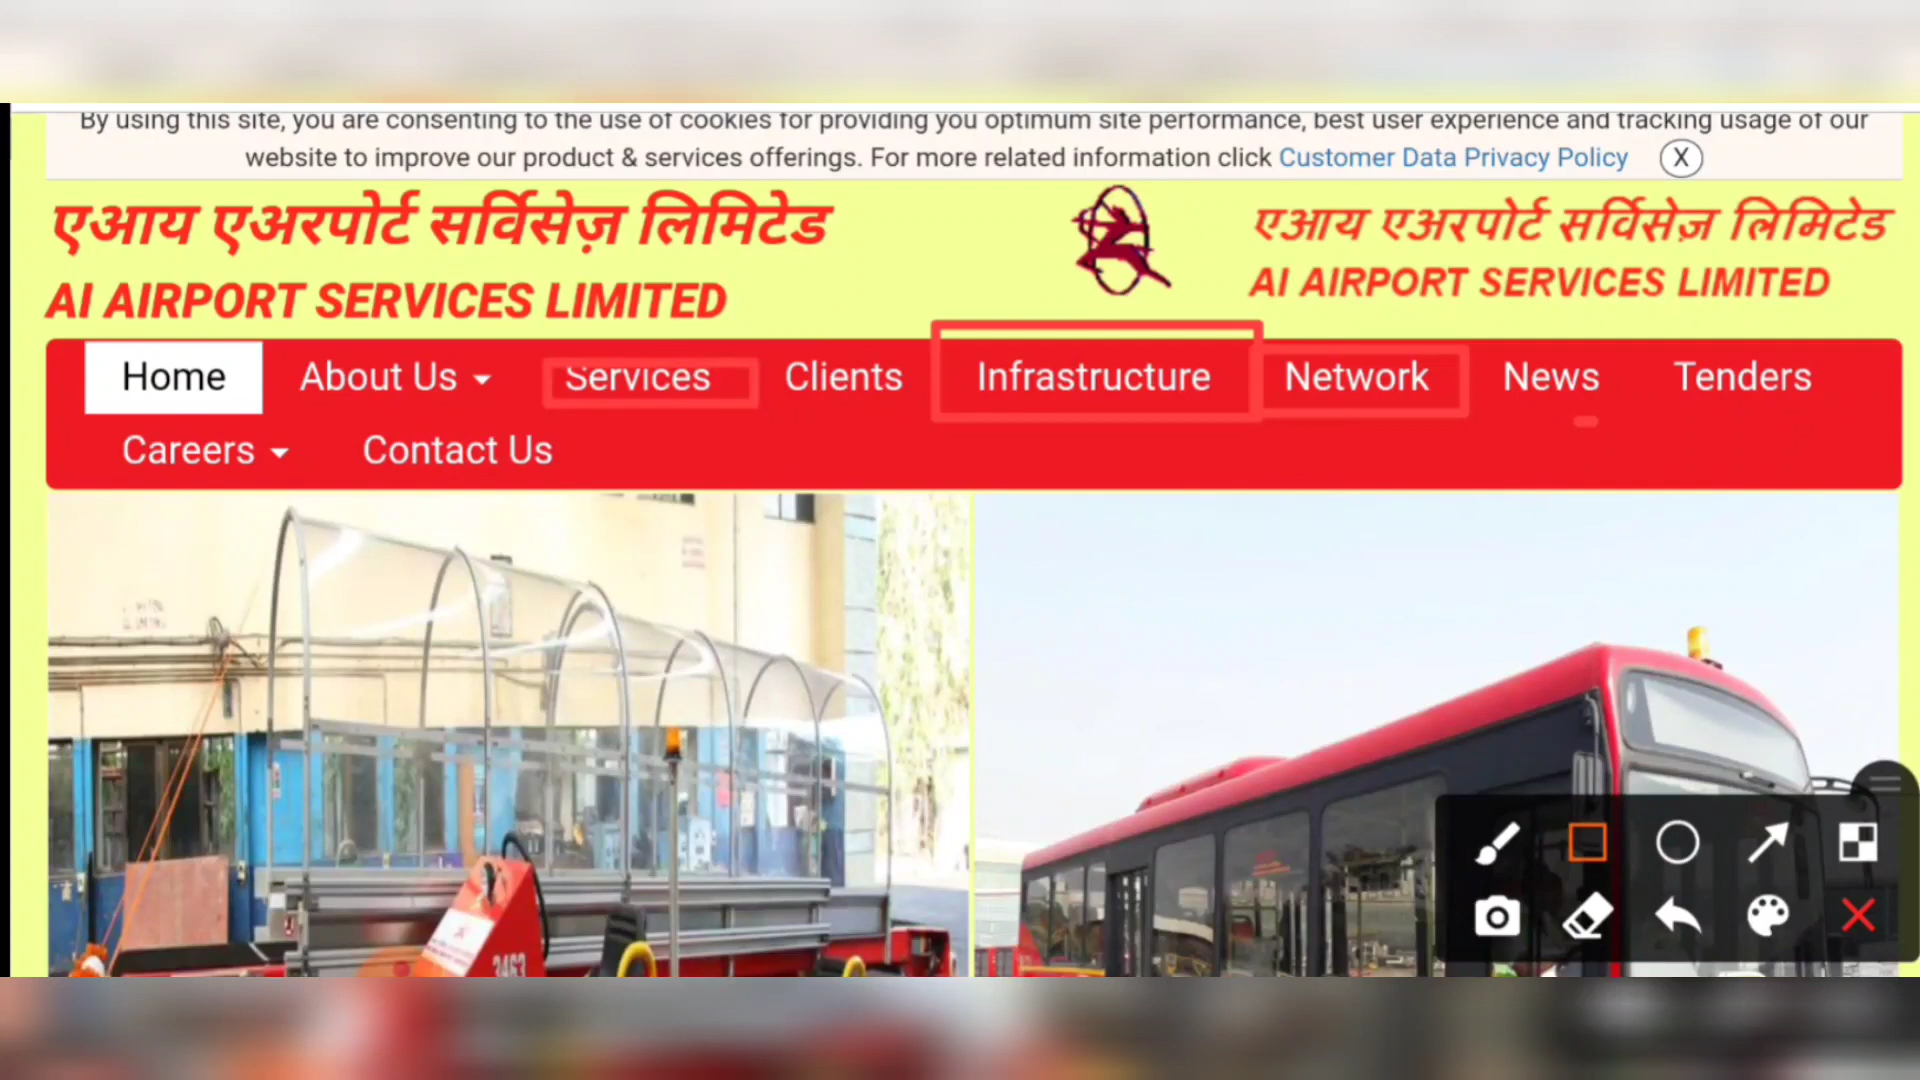 By using this site, you are consenting to the use of cookies for providing you optimum site performance, best user experience and tracking usage of our
website to improve our product & services offerings. For more related information click Customer Data Privacy Policy X
एआय एअरपोर्ट सर्विसेज़ लिमिटेड
AI AIRPORT SERVICES LIMITED
एआय एअरपोर्ट सर्विसेज़ लिमिटेड
AI AIRPORT SERVICES LIMITED
Home About Us Services Clients Infrastructure Network News Tenders
Careers Contact Us
3463